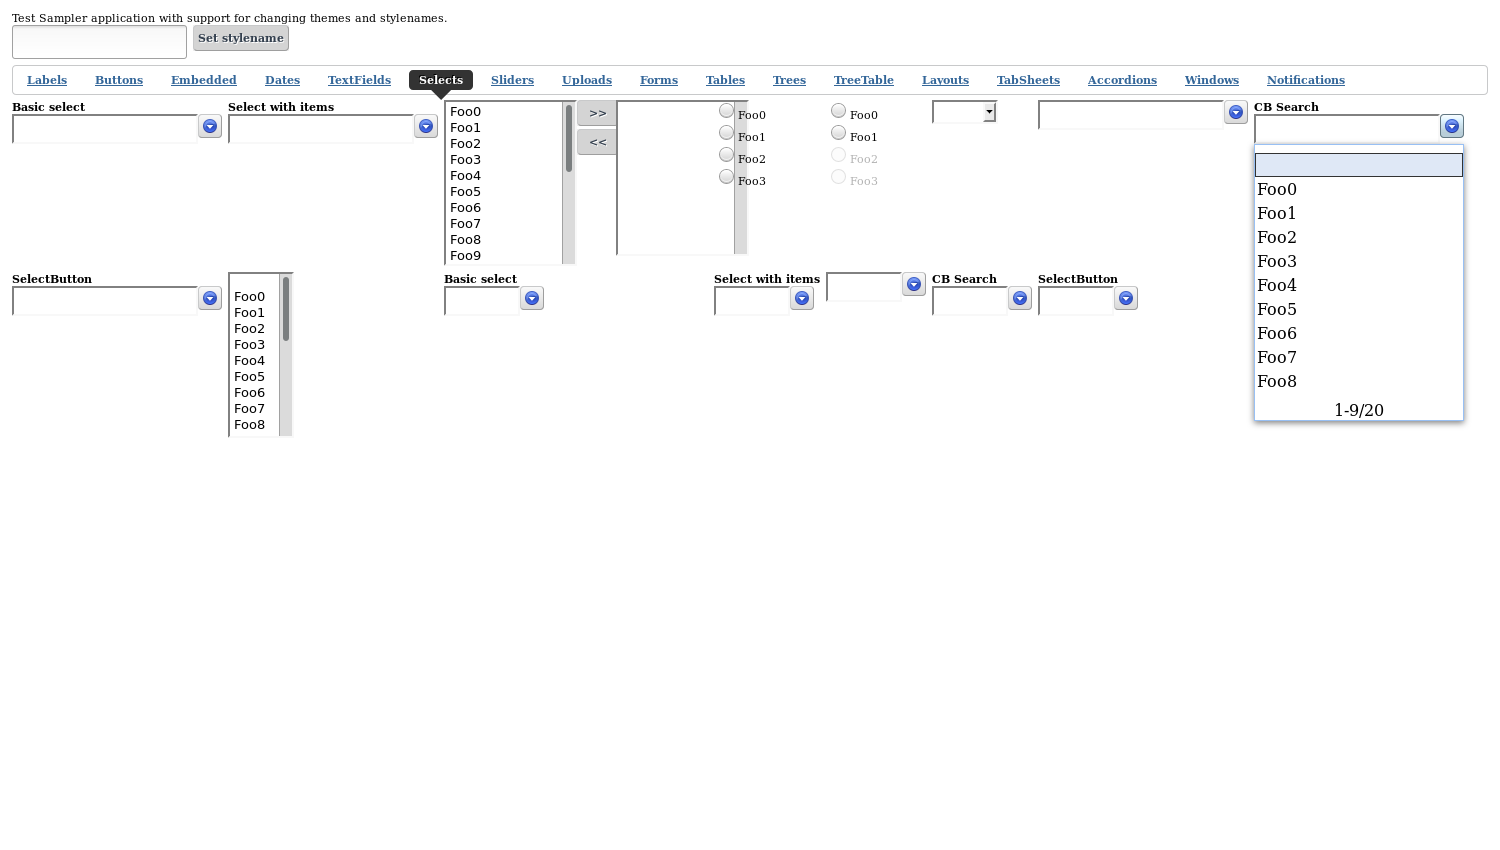 Test Sampler application with support for changing themes and stylenames.
Set stylename
Labels Buttons Embedded Dates TextFields Selects Sliders Uploads Forms Tables Trees TreeTable Layouts TabSheets Accordions Windows Notifications
Basic select
Select with items
Foo0
Foo1
Foo2
Foo3
Foo4
Foo5
Foo6
Foo7
Foo8
Foo9
>>
<<
Foo0
Foo1
Foo2
Foo3
Foo0
Foo1
Foo2
Foo3
CB Search
Foo0
Foo1
Foo2
Foo3
Foo4
Foo5
Foo6
Foo7
Foo8
1-9/20
SelectButton
Foo0
Foo1
Foo2
Foo3
Foo4
Foo5
Foo6
Foo7
Foo8
Basic select
Select with items
CB Search
SelectButton